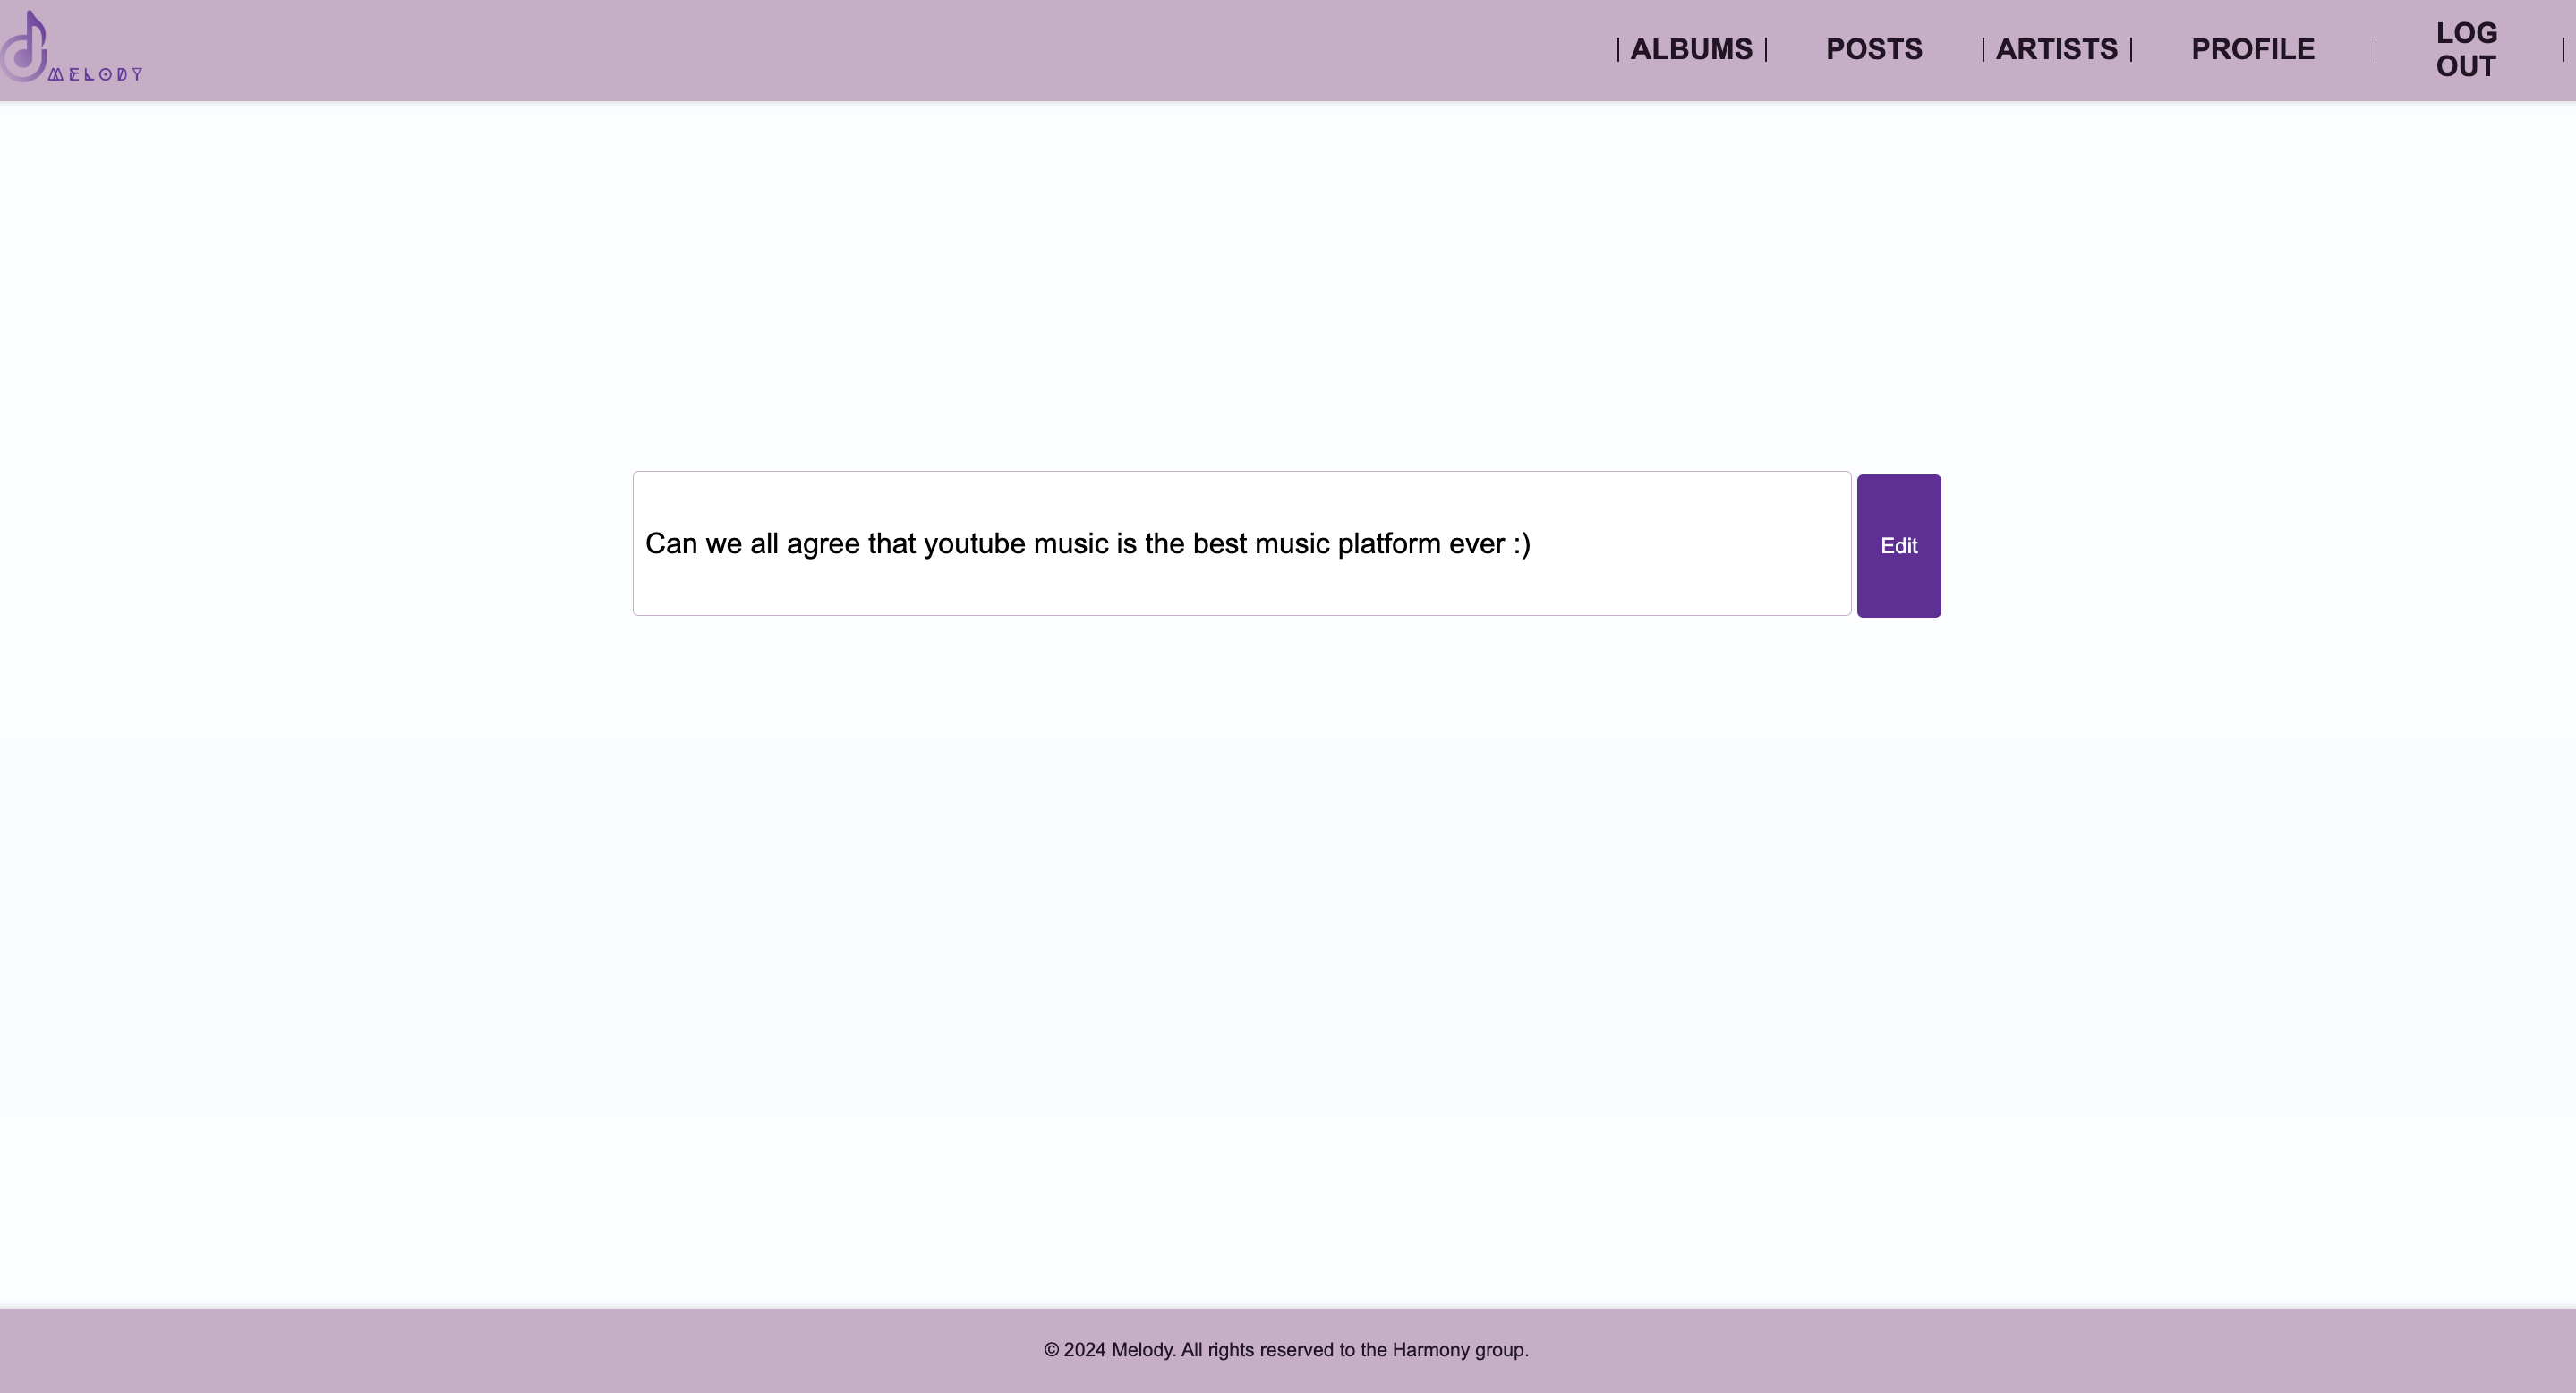 MELODY
| ALBUMS | POSTS | ARTISTS | PROFILE | LOG OUT |
Can we all agree that youtube music is the best music platform ever :)
Edit
© 2024 Melody. All rights reserved to the Harmony group.